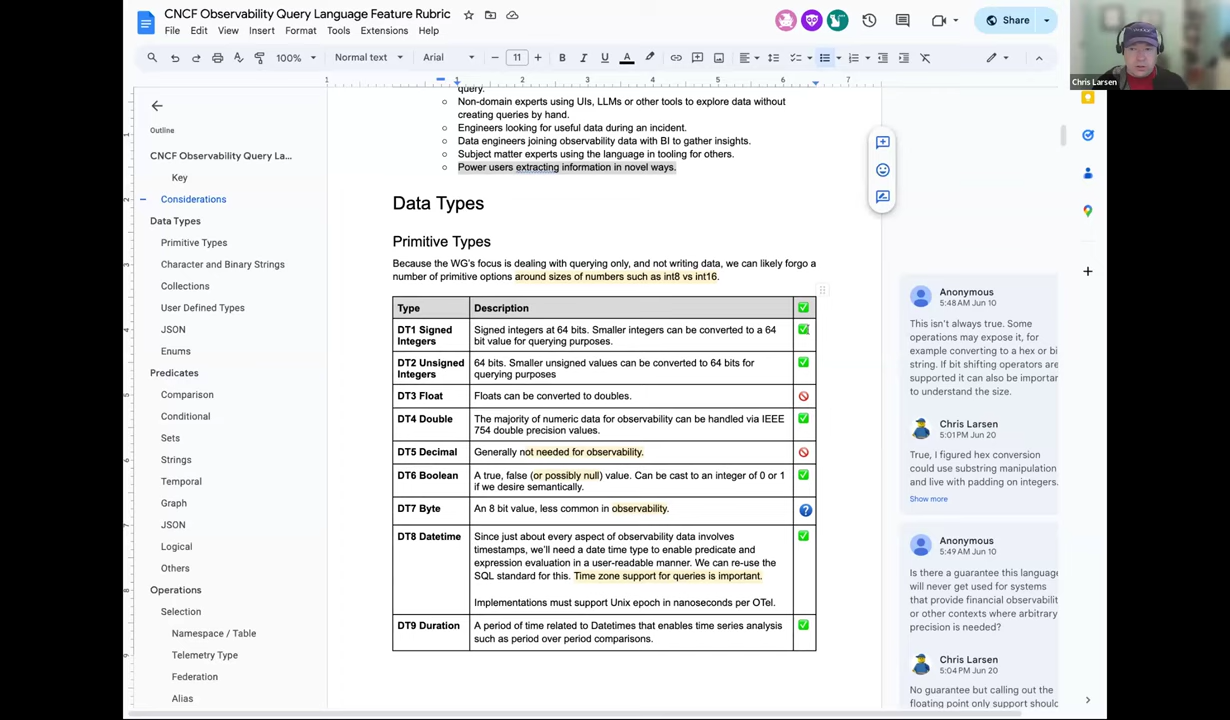 CNCF Observability Query Language Feature Rubric
File Edit View Insert Format Tools Extensions Help
Share
100% Normal text Arial 11
Chris Larsen
1 1 2 3 4 5 6 7
Outline
CNCF Observability Query La...
Key
Considerations
Data Types
Primitive Types
Character and Binary Strings
Collections
User Defined Types
JSON
Enums
Predicates
Comparison
Conditional
Sets
Strings
Temporal
Graph
JSON
Logical
Others
Operations
Selection
Namespace / Table
Telemetry Type
Federation
Alias
query.
Non-domain experts using UIs, LLMs or other tools to explore data without
creating queries by hand.
Engineers looking for useful data during an incident.
Data engineers joining observability data with BI to gather insights.
Subject matter experts using the language in tooling for others.
Power users extracting information in novel ways.
Data Types
Primitive Types
Because the WG's focus is dealing with querying only, and not writing data, we can likely forgo a
number of primitive options around sizes of numbers such as int8 vs int16.
Type Description ✅
DT1 Signed Integers Signed integers at 64 bits. Smaller integers can be converted to a 64
bit value for querying purposes. ✅
DT2 Unsigned Integers 64 bits. Smaller unsigned values can be converted to 64 bits for
querying purposes ✅
DT3 Float Floats can be converted to doubles. 🚫
DT4 Double The majority of numeric data for observability can be handled via IEEE
754 double precision values. ✅
DT5 Decimal Generally not needed for observability. 🚫
DT6 Boolean A true, false (or possibly null) value. Can be cast to an integer of 0 or 1
if we desire semantically. ✅
DT7 Byte An 8 bit value, less common in observability. ?
DT8 Datetime Since just about every aspect of observability data involves
timestamps, we'll need a date time type to enable predicate and
expression evaluation in a user-readable manner. We can re-use the
SQL standard for this. Time zone support for queries is important.
Implementations must support Unix epoch in nanoseconds per OTel. ✅
DT9 Duration A period of time related to Datetimes that enables time series analysis
such as period over period comparisons. ✅
Anonymous
5:48 AM Jun 10
This isn't always true. Some
operations may expose it, for
example converting to a hex or bi
string. If bit shifting operators are
supported it can also be importan
to understand the size.
Chris Larsen
5:01 PM Jun 20
True, I figured hex conversion
could use substring manipulation
and live with padding on integers.
Show more
Anonymous
5:49 AM Jun 10
Is there a guarantee this language
will never get used for systems
that provide financial observabilit
or other contexts where arbitrary
precision is needed?
Chris Larsen
5:04 PM Jun 20
No guarantee but calling out the
floating point only support should